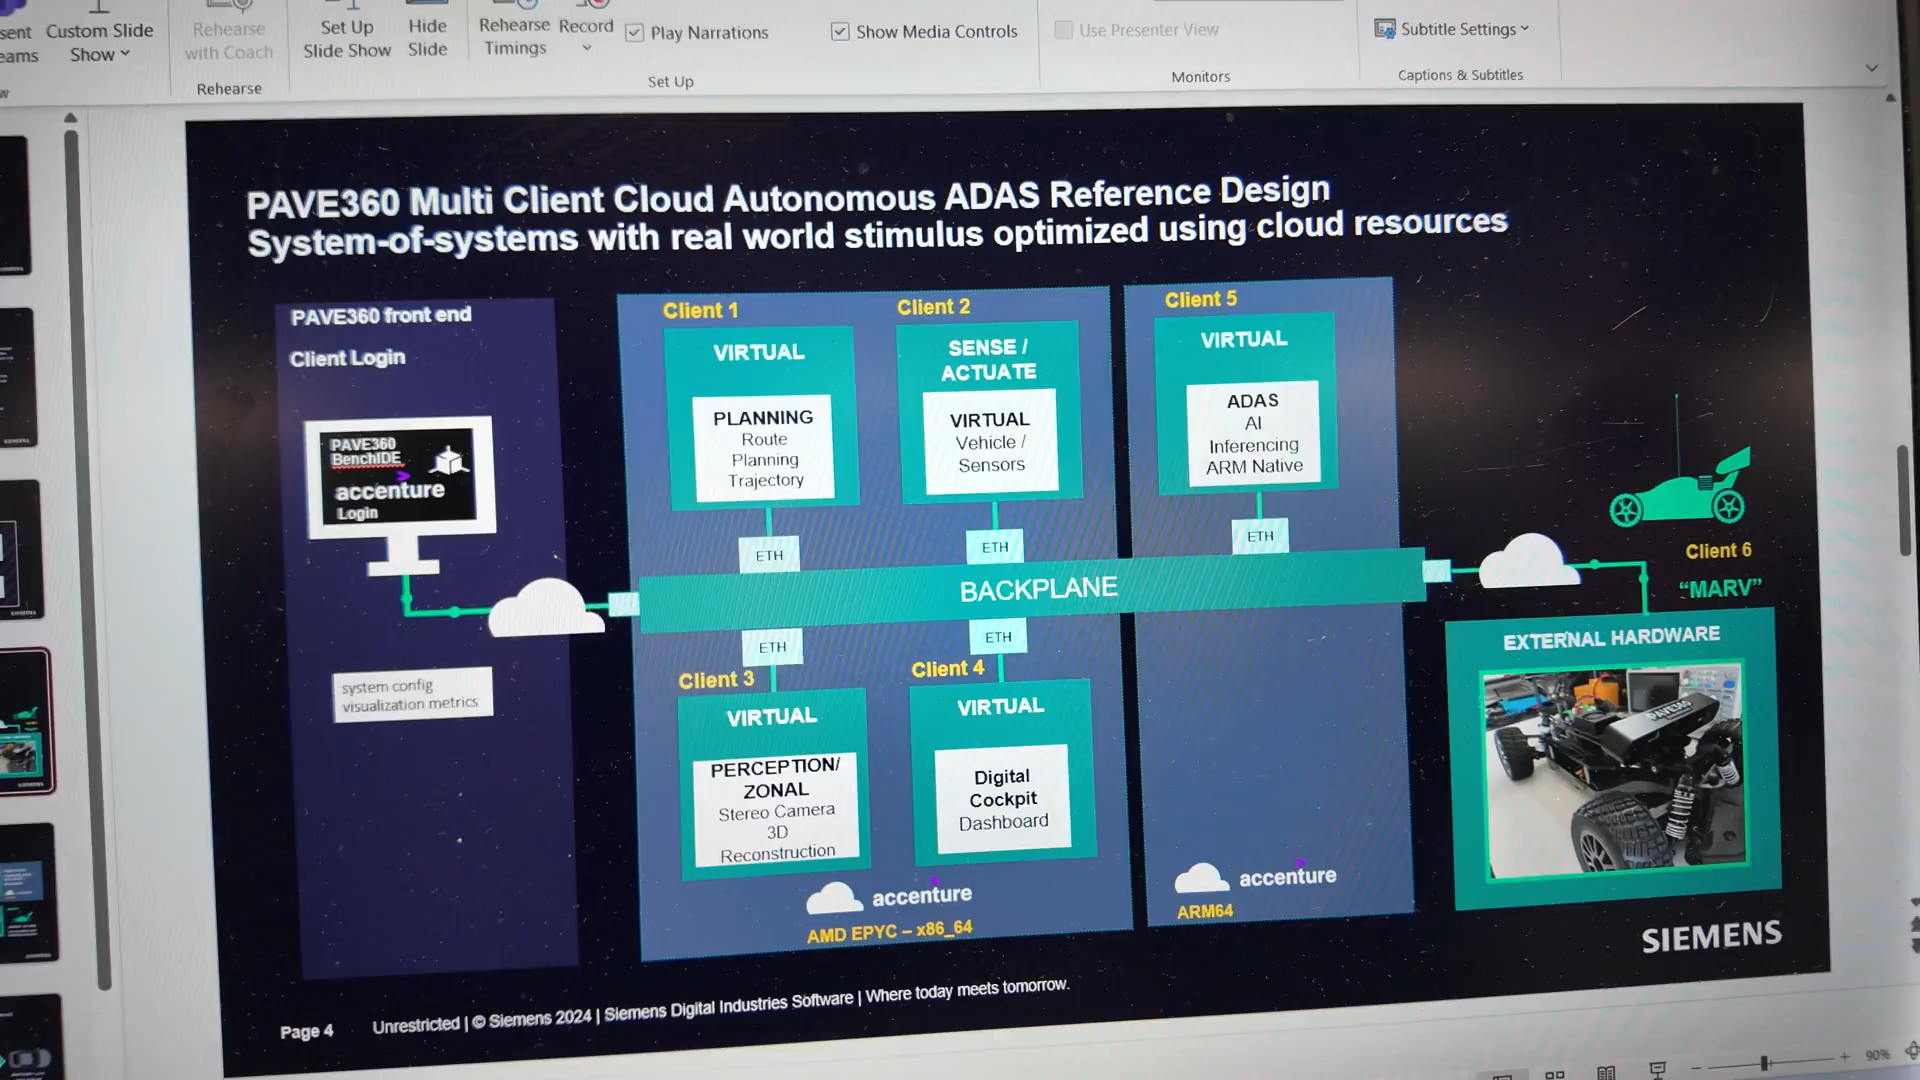 Custom Slide
Show
Rehearse
with Coach
Rehearse
Set Up
Slide Show
Hide
Slide
Rehearse
Timings
Record
Play Narrations
Show Media Controls
Set Up
Use Presenter View
Monitors
Subtitle Settings
Captions & Subtitles
PAVE360 Multi Client Cloud Autonomous ADAS Reference Design
System-of-systems with real world stimulus optimized using cloud resources
PAVE360 front end
Client Login
PAVE360
BenchIDE
accenture
Login
system config
visualization metrics
Client 1
VIRTUAL
PLANNING
Route
Planning
Trajectory
ETH
Client 2
SENSE /
ACTUATE
VIRTUAL
Vehicle /
Sensors
ETH
Client 5
VIRTUAL
ADAS
AI
Inferencing
ARM Native
ETH
BACKPLANE
ETH
Client 3
VIRTUAL
PERCEPTION/
ZONAL
Stereo Camera
3D
Reconstruction
ETH
Client 4
VIRTUAL
Digital
Cockpit
Dashboard
accenture
AMD EPYC – x86_64
accenture
ARM64
Client 6
“MARV”
EXTERNAL HARDWARE
PAVE360
SIEMENS
Page 4
Unrestricted | © Siemens 2024 | Siemens Digital Industries Software | Where today meets tomorrow.
90%